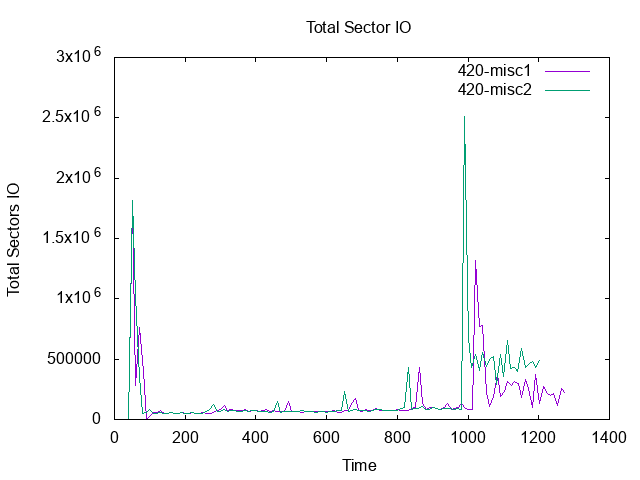 Total Sector IO
3x10^6
2.5x10^6
2x10^6
1.5x10^6
1x10^6
500000
0
Total Sectors IO
420-misc1
420-misc2
0 200 400 600 800 1000 1200 1400
Time